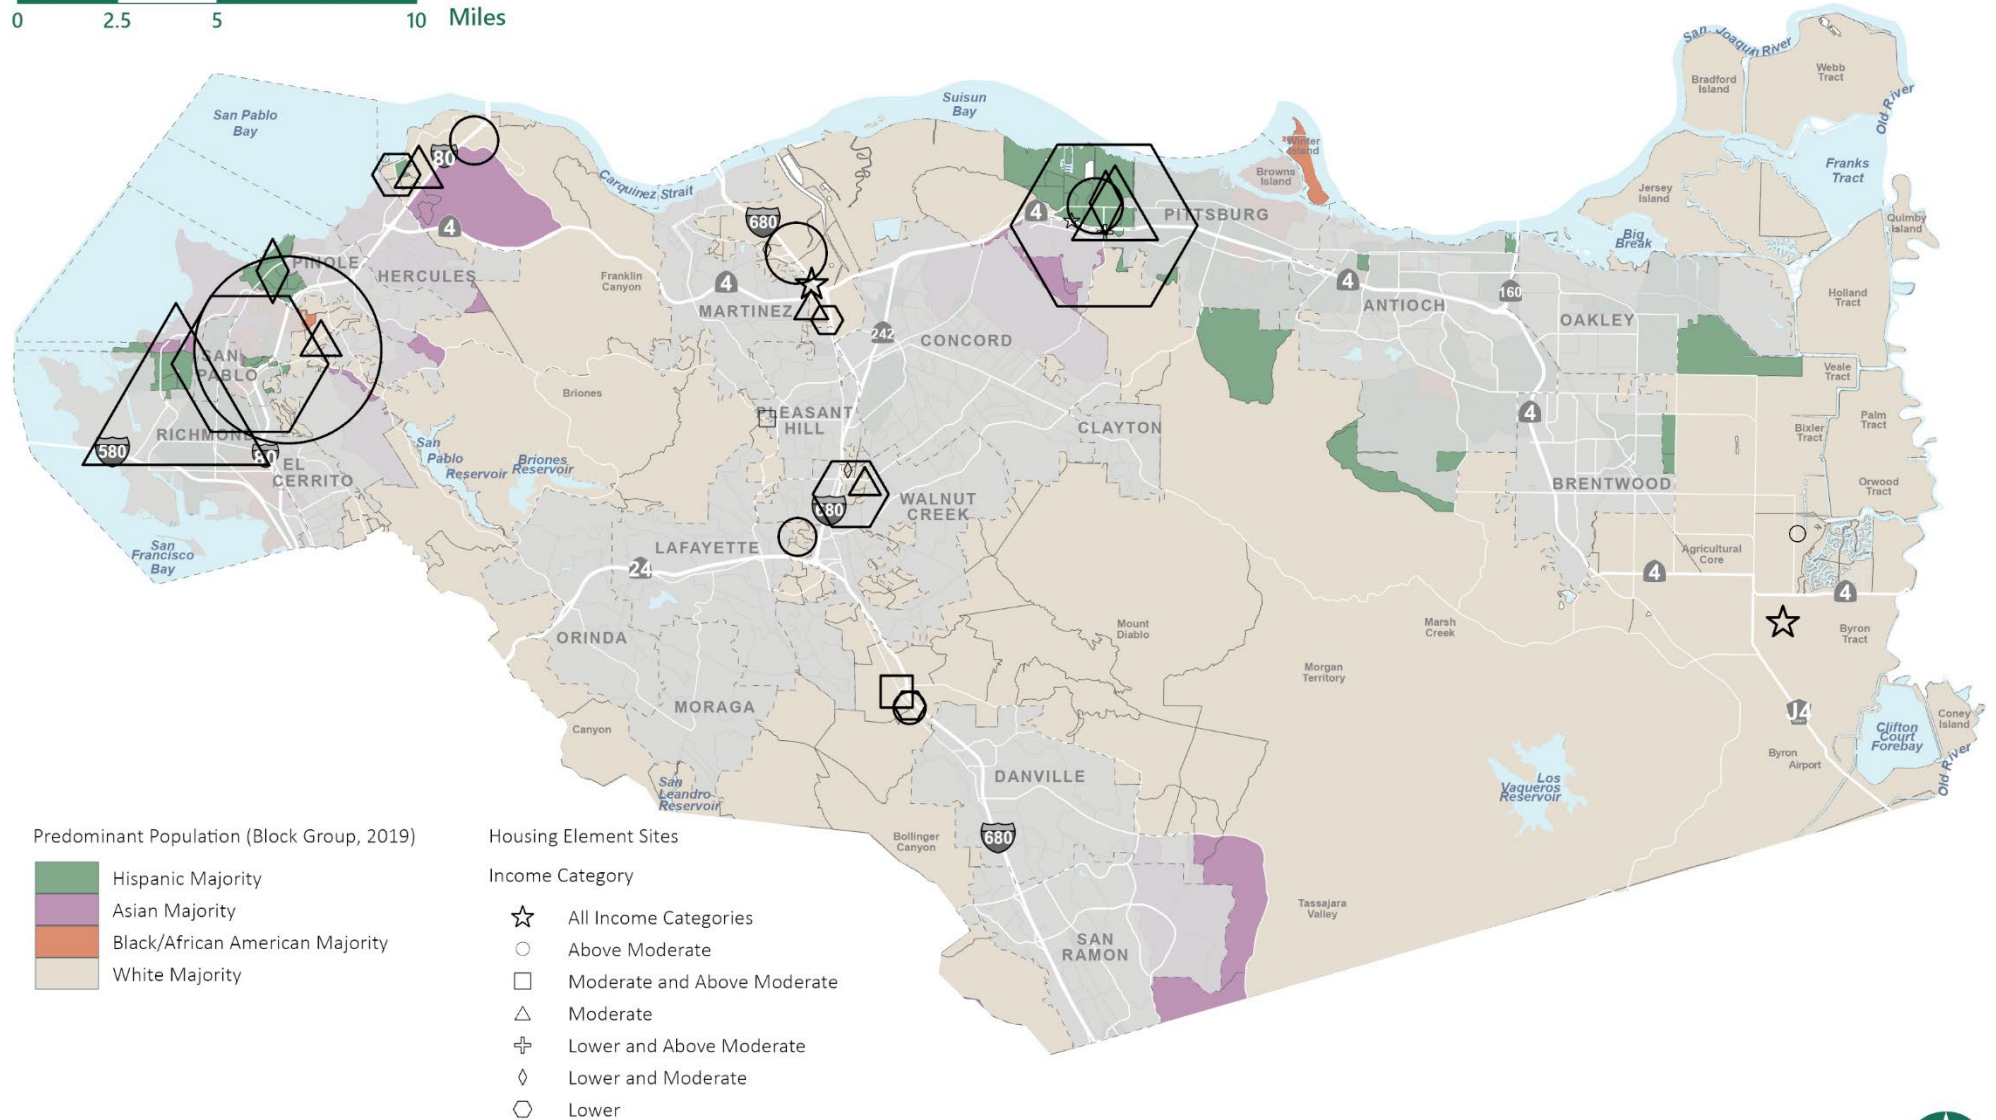 0 2.5 5 10 Miles
San Joaquin River
Webb
Tract
Bradford
Island
Old River
San Pablo
Bay
Suisun
Bay
80
Winter
Island
Franks
Tract
Carquinez Strait
Browns
Island
Jersey
Island
4
680
4
PITTSBURG
Quimby
Island
Big
Break
PINOLE
HERCULES
Franklin
Canyon
4
4
160
Holland
Tract
MARTINEZ
ANTIOCH
OAKLEY
242
CONCORD
SAN
PABLO
Veale
Tract
Briones
PLEASANT
HILL
CLAYTON
4
Palm
Tract
RICHMOND
Bixler
Tract
580
80
EL
CERRITO
San
Pablo
Reservoir
Briones
Reservoir
WALNUT
CREEK
BRENTWOOD
Orwood
Tract
680
San
Francisco
Bay
LAFAYETTE
24
Agricultural
Core
4
4
ORINDA
Mount
Diablo
Marsh
Creek
Byron
Tract
Morgan
Territory
MORAGA
Canyon
J4
Coney
Island
Clifton
Court
Forebay
Byron
Airport
Old River
San
Leandro
Reservoir
DANVILLE
Los
Vaqueros
Reservoir
Bollinger
Canyon
680
Tassajara
Valley
SAN
RAMON
Predominant Population (Block Group, 2019)
Hispanic Majority
Asian Majority
Black/African American Majority
White Majority
Housing Element Sites
Income Category
All Income Categories
Above Moderate
Moderate and Above Moderate
Moderate
Lower and Above Moderate
Lower and Moderate
Lower